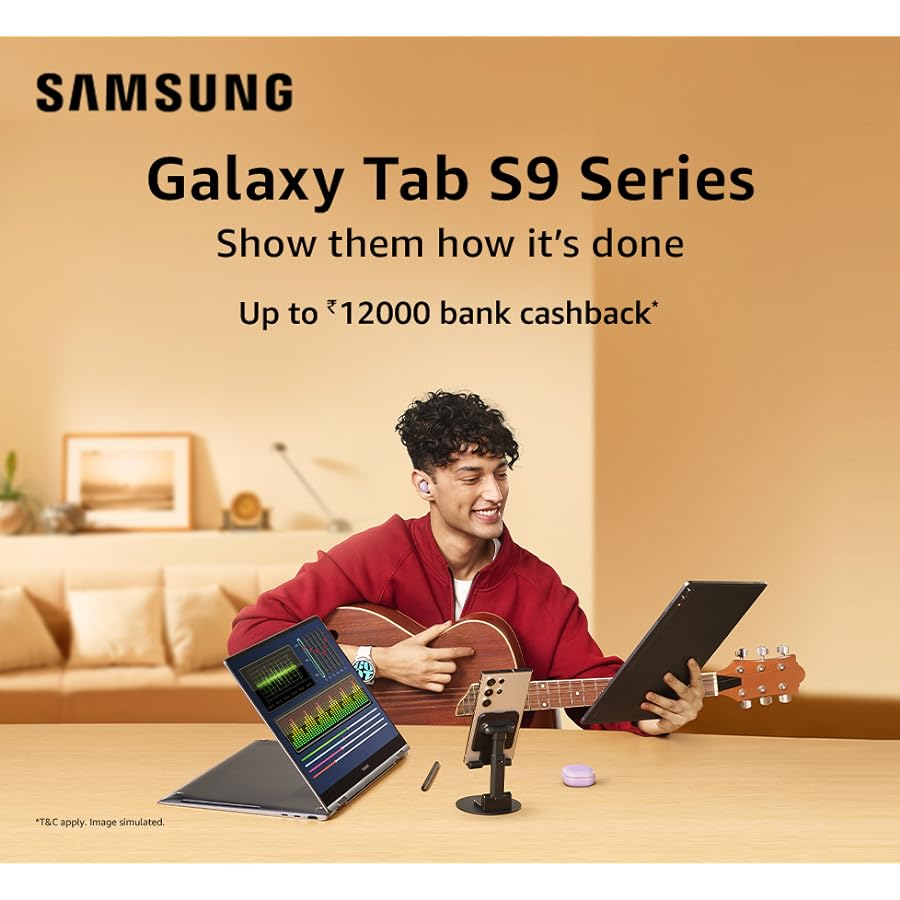 SAMSUNG
Galaxy Tab S9 Series
Show them how it's done
Up to ₹12000 bank cashback*
*T&C apply. Image simulated.